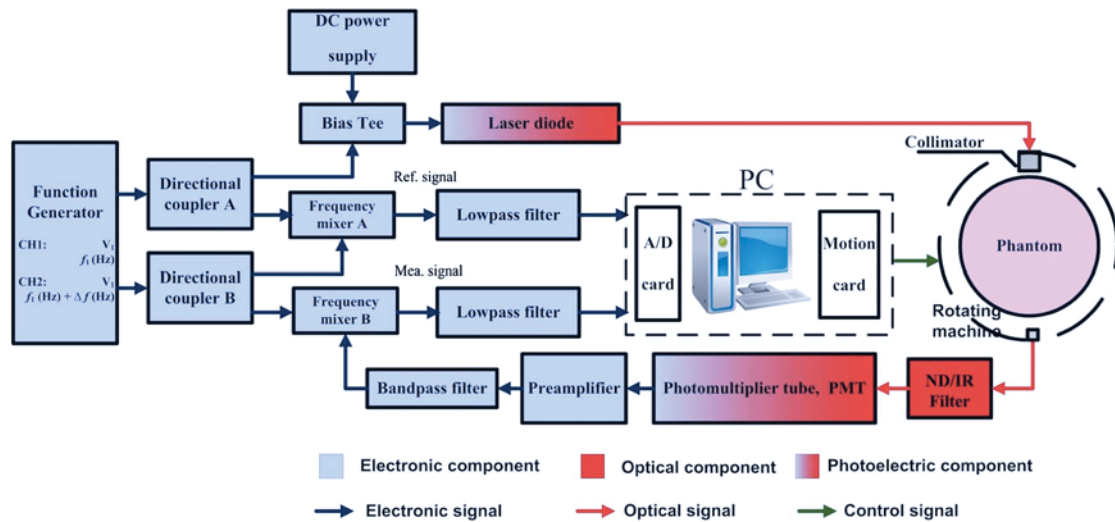 DC power
supply
Bias Tee
Laser diode
Collimator
Function
Generator
CH1: V₁
f₁ (Hz)
CH2: V₁
f₁ (Hz) + Δf (Hz)
Directional
coupler A
Directional
coupler B
Ref. signal
Frequency
mixer A
Lowpass filter
Mea. signal
Frequency
mixer B
Lowpass filter
PC
A/D
card
Motion
card
Phantom
Rotating
machine
Bandpass filter
Preamplifier
Photomultiplier tube, PMT
ND/IR
Filter
Electronic component
Optical component
Photoelectric component
Electronic signal
Optical signal
Control signal